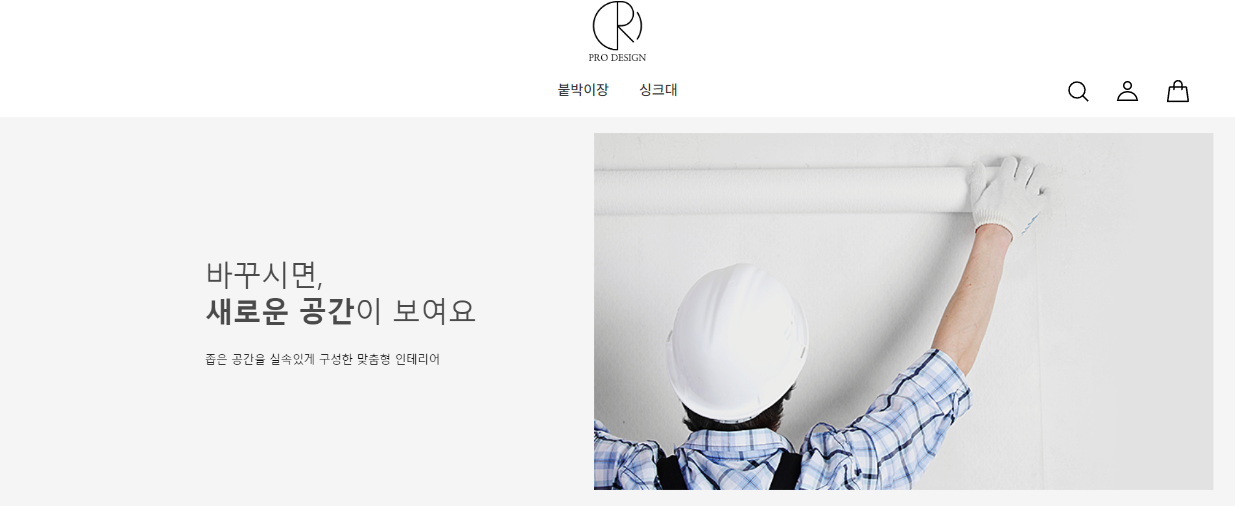 PRO DESIGN
붙박이장 싱크대
바꾸시면,
새로운 공간이 보여요
좁은 공간을 실속있게 구성한 맞춤형 인테리어